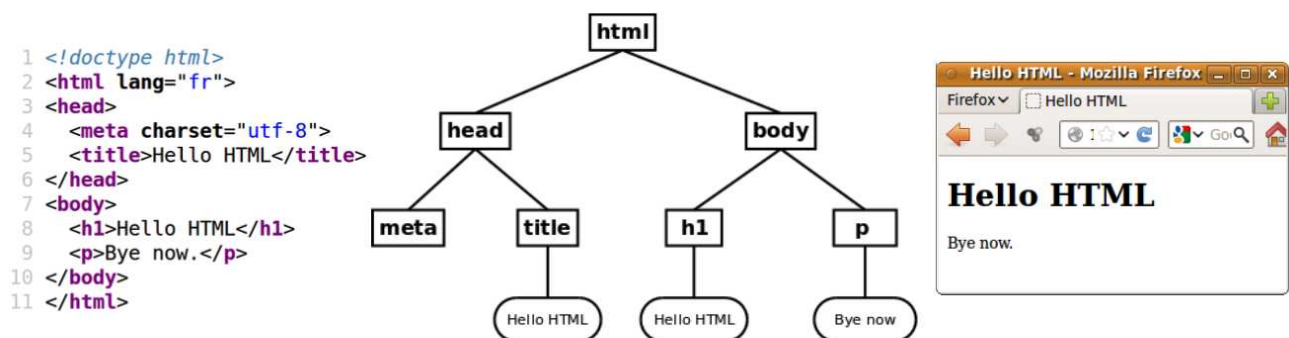 1 <!doctype html>
2 <html lang="fr">
3 <head>
4 <meta charset="utf-8">
5 <title>Hello HTML</title>
6 </head>
7 <body>
8 <h1>Hello HTML</h1>
9 <p>Bye now.</p>
10 </body>
11 </html>
html
head
body
meta
title
h1
p
Hello HTML
Hello HTML
Bye now
Hello HTML - Mozilla Firefox
Firefox
Hello HTML
Hello HTML
Bye now.